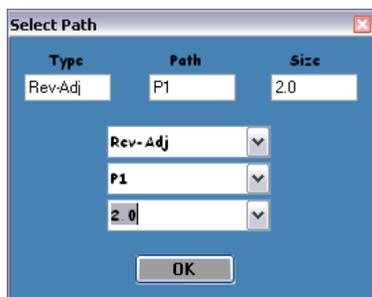 Select Path
Type Path Size
Rev-Adj P1 2.0
Rev-Adj
P1
2.0
OK